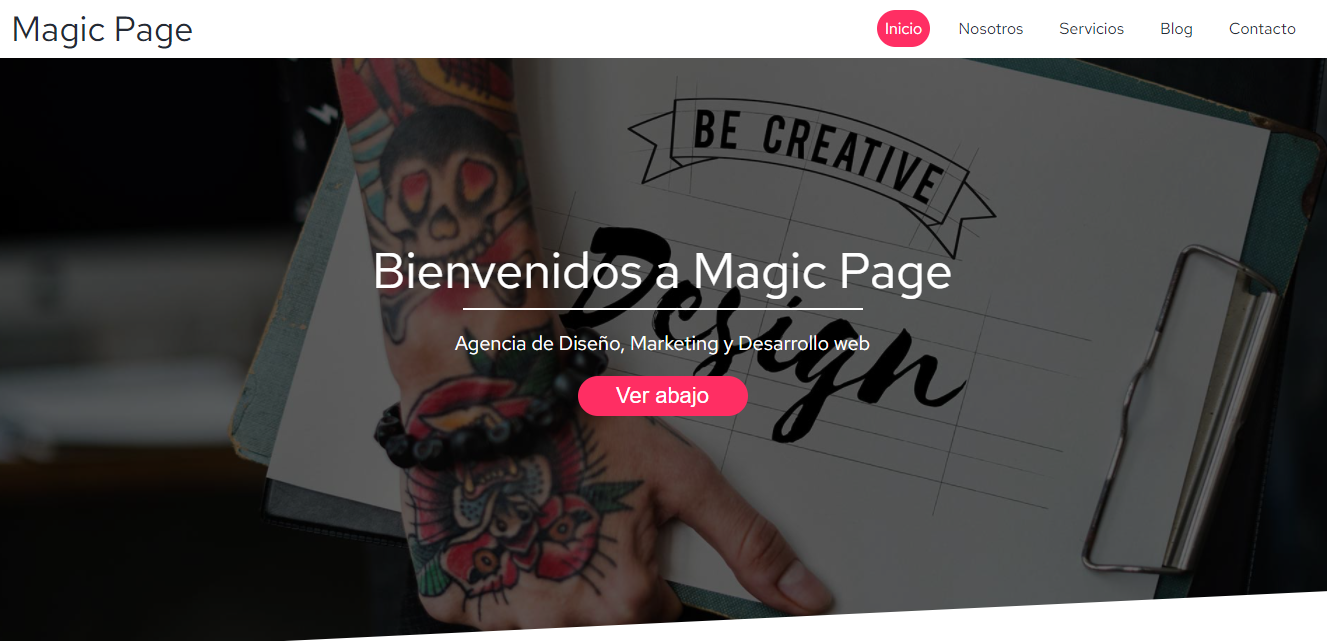 Magic Page
Inicio Nosotros Servicios Blog Contacto
BE CREATIVE
Design
Bienvenidos a Magic Page
Agencia de Diseño, Marketing y Desarrollo web
Ver abajo